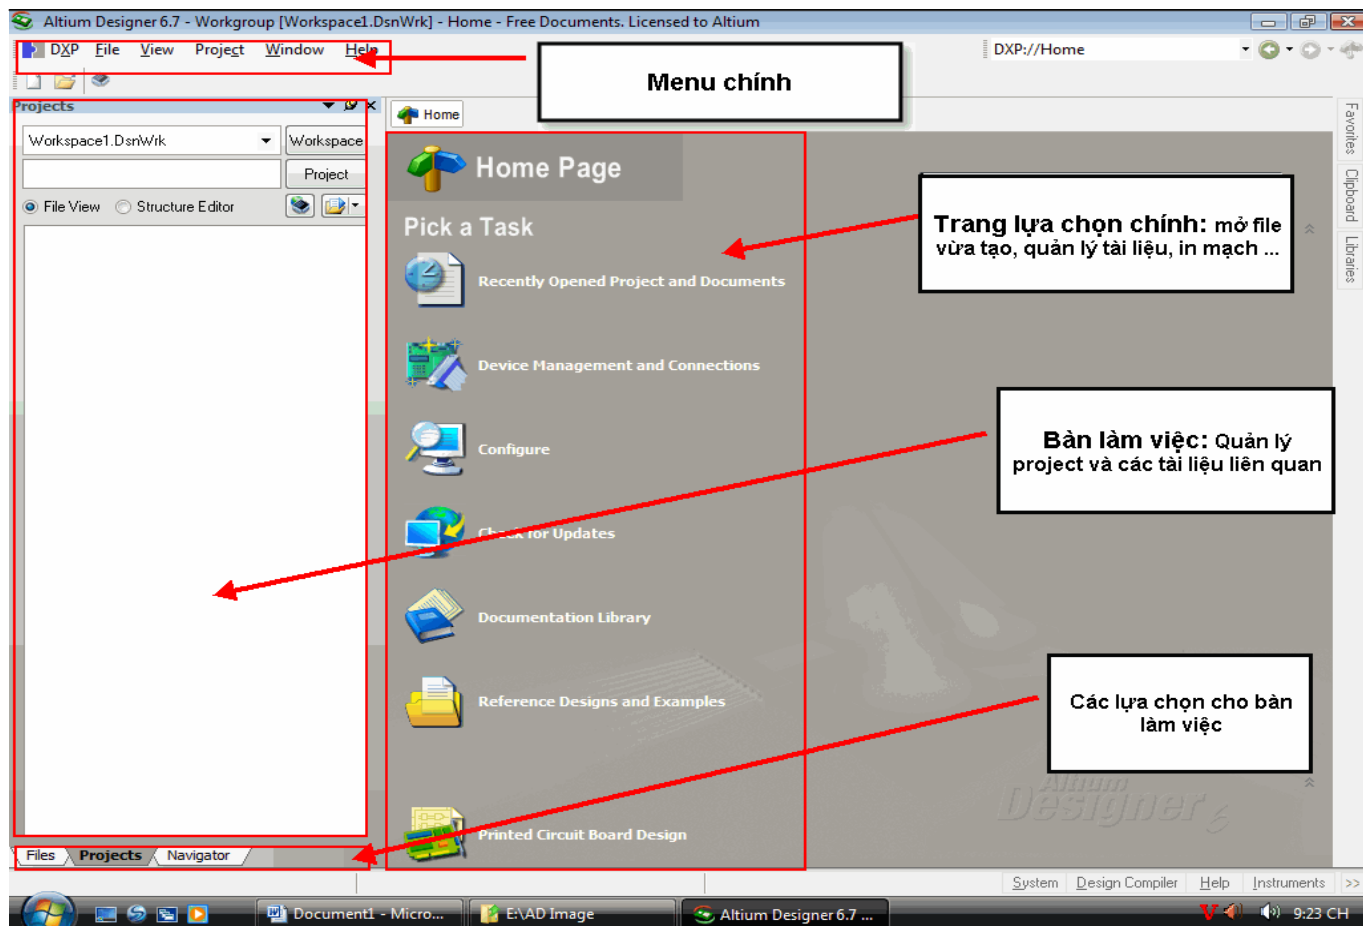 Altium Designer 6.7 - Workgroup [Workspace1.DsnWrk] - Home - Free Documents. Licensed to Altium
DXP File View Project Window Help
DXP://Home
Menu chính
Projects
Home
Workspace1.DsnWrk
Workspace
Project
File View Structure Editor
Home Page
Pick a Task
Recently Opened Project and Documents
Device Management and Connections
Configure
Check for Updates
Documentation Library
Reference Designs and Examples
Printed Circuit Board Design
Trang lựa chọn chính: mở file
vừa tạo, quản lý tài liệu, in mạch ...
Bàn làm việc: Quản lý
project và các tài liệu liên quan
Các lựa chọn cho bàn
làm việc
Favorites
Clipboard
Libraries
Altium
Designer 6
Files Projects Navigator
System Design Compiler Help Instruments >>
Document1 - Micro... E:\AD Image Altium Designer 6.7 ... 9:23 CH